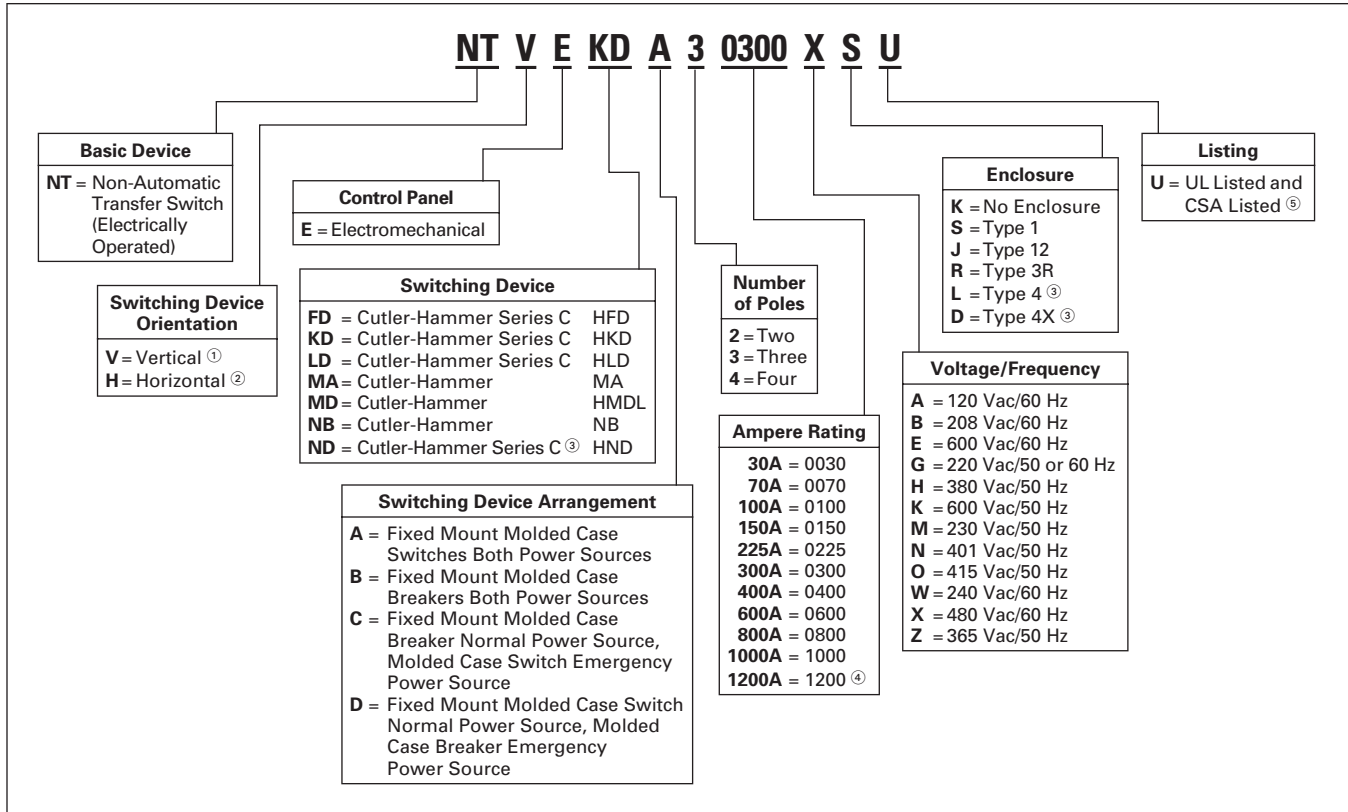 NT V E KD A 3 0300 X S U
Basic Device
NT = Non-Automatic
Transfer Switch
(Electrically
Operated)
Switching Device
Orientation
V = Vertical ①
H = Horizontal ②
Control Panel
E = Electromechanical
Switching Device
FD = Cutler-Hammer Series C HFD
KD = Cutler-Hammer Series C HKD
LD = Cutler-Hammer Series C HLD
MA = Cutler-Hammer MA
MD = Cutler-Hammer HMDL
NB = Cutler-Hammer NB
ND = Cutler-Hammer Series C ③ HND
Switching Device Arrangement
A = Fixed Mount Molded Case
Switches Both Power Sources
B = Fixed Mount Molded Case
Breakers Both Power Sources
C = Fixed Mount Molded Case
Breaker Normal Power Source,
Molded Case Switch Emergency
Power Source
D = Fixed Mount Molded Case Switch
Normal Power Source, Molded
Case Breaker Emergency
Power Source
Number
of Poles
2 = Two
3 = Three
4 = Four
Ampere Rating
30A = 0030
70A = 0070
100A = 0100
150A = 0150
225A = 0225
300A = 0300
400A = 0400
600A = 0600
800A = 0800
1000A = 1000
1200A = 1200 ④
Voltage/Frequency
A = 120 Vac/60 Hz
B = 208 Vac/60 Hz
E = 600 Vac/60 Hz
G = 220 Vac/50 or 60 Hz
H = 380 Vac/50 Hz
K = 600 Vac/50 Hz
M = 230 Vac/50 Hz
N = 401 Vac/50 Hz
O = 415 Vac/50 Hz
W = 240 Vac/60 Hz
X = 480 Vac/60 Hz
Z = 365 Vac/50 Hz
Enclosure
K = No Enclosure
S = Type 1
J = Type 12
R = Type 3R
L = Type 4 ③
D = Type 4X ③
Listing
U = UL Listed and
CSA Listed ⑤